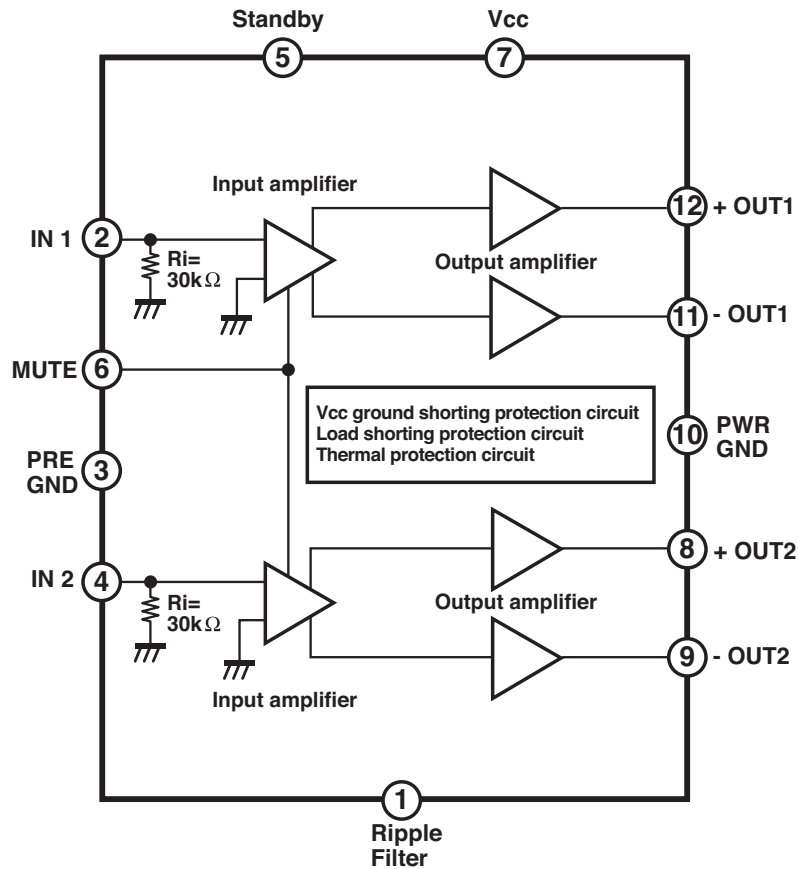 Standby
Vcc
5
7
Input amplifier
IN 1
2
Ri=
30kΩ
12
+ OUT1
Output amplifier
11
- OUT1
MUTE
6
Vcc ground shorting protection circuit
Load shorting protection circuit
Thermal protection circuit
10
PWR
GND
PRE
GND
3
IN 2
4
Ri=
30kΩ
8
+ OUT2
Output amplifier
9
- OUT2
Input amplifier
1
Ripple
Filter